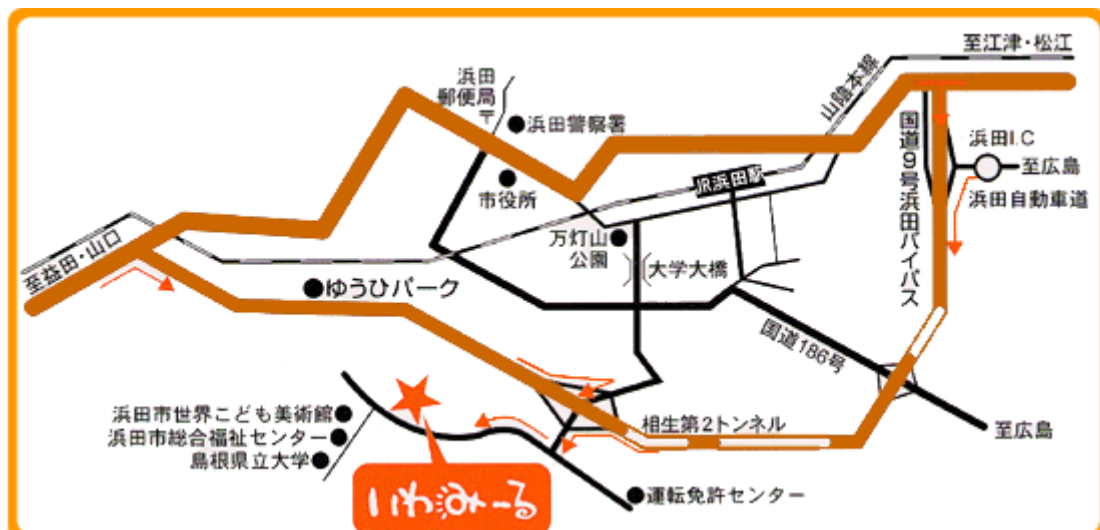 至江津・松江
浜田
郵便局
〒
浜田警察署
山陰本線
国道9号浜田バイパス
浜田I.C
至広島
浜田自動車道
JR浜田駅
市役所
万灯山
公園
大学大橋
至益田・山口
ゆうひパーク
国道186号
至広島
相生第2トンネル
浜田市世界こども美術館
浜田市総合福祉センター
島根県立大学
いわみーる
運転免許センター